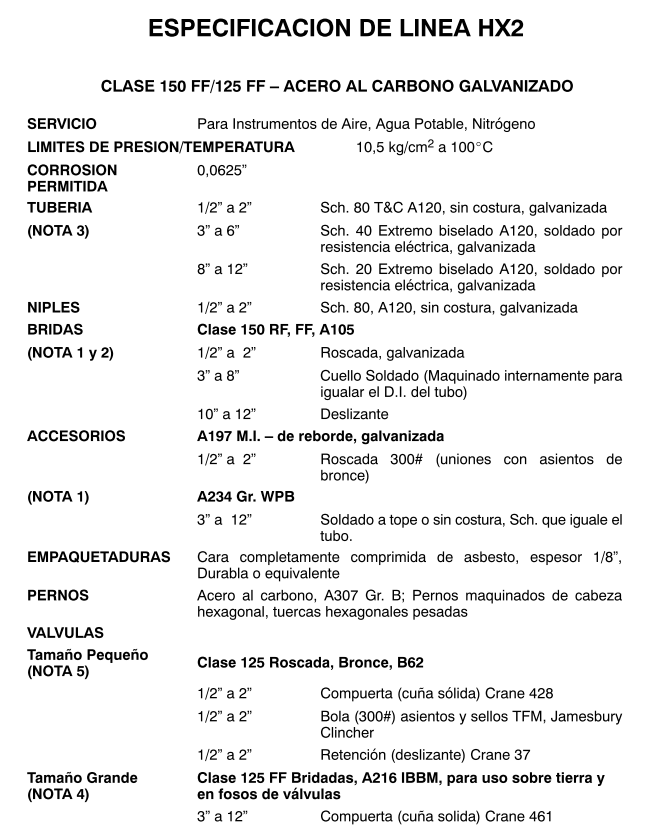 ESPECIFICACION DE LINEA HX2
CLASE 150 FF/125 FF – ACERO AL CARBONO GALVANIZADO
SERVICIO Para Instrumentos de Aire, Agua Potable, Nitrógeno
LIMITES DE PRESION/TEMPERATURA 10,5 kg/cm2 a 100°C
CORROSION 0,0625”
PERMITIDA
TUBERIA 1/2” a 2” Sch. 80 T&C A120, sin costura, galvanizada
(NOTA 3) 3” a 6” Sch. 40 Extremo biselado A120, soldado por
resistencia eléctrica, galvanizada
8” a 12” Sch. 20 Extremo biselado A120, soldado por
resistencia eléctrica, galvanizada
NIPLES 1/2” a 2” Sch. 80, A120, sin costura, galvanizada
BRIDAS Clase 150 RF, FF, A105
(NOTA 1 y 2) 1/2” a 2” Roscada, galvanizada
3” a 8” Cuello Soldado (Maquinado internamente para
igualar el D.I. del tubo)
10” a 12” Deslizante
ACCESORIOS A197 M.I. – de reborde, galvanizada
1/2” a 2” Roscada 300# (uniones con asientos de
bronce)
(NOTA 1) A234 Gr. WPB
3” a 12” Soldado a tope o sin costura, Sch. que iguale el
tubo.
EMPAQUETADURAS Cara completamente comprimida de asbesto, espesor 1/8”,
Durabla o equivalente
PERNOS Acero al carbono, A307 Gr. B; Pernos maquinados de cabeza
hexagonal, tuercas hexagonales pesadas
VALVULAS
Tamaño Pequeño Clase 125 Roscada, Bronce, B62
(NOTA 5)
1/2” a 2” Compuerta (cuña sólida) Crane 428
1/2” a 2” Bola (300#) asientos y sellos TFM, Jamesbury
Clincher
1/2” a 2” Retención (deslizante) Crane 37
Tamaño Grande Clase 125 FF Bridadas, A216 IBBM, para uso sobre tierra y
(NOTA 4) en fosos de válvulas
3” a 12” Compuerta (cuña solida) Crane 461